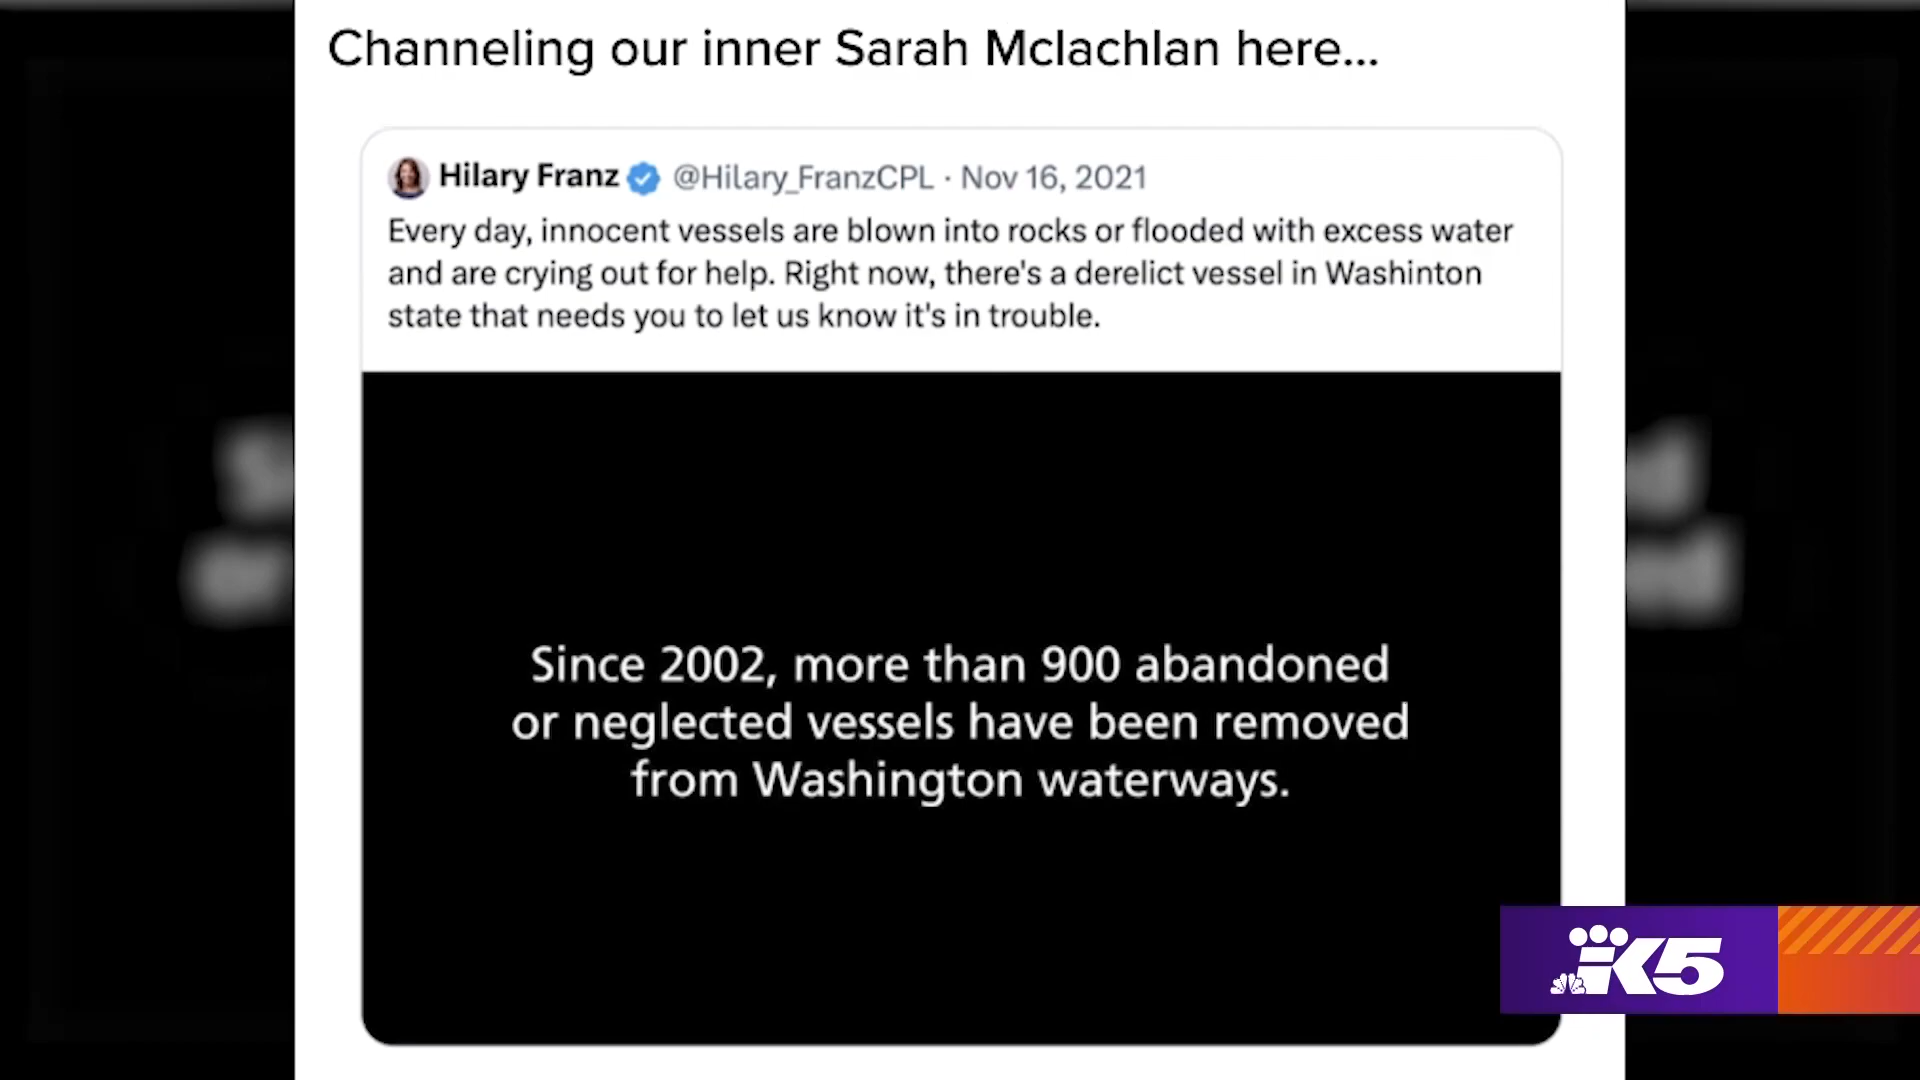 Channeling our inner Sarah Mclachlan here...
Hilary Franz @Hilary_FranzCPL · Nov 16, 2021
Every day, innocent vessels are blown into rocks or flooded with excess water
and are crying out for help. Right now, there's a derelict vessel in Washinton
state that needs you to let us know it's in trouble.
Since 2002, more than 900 abandoned
or neglected vessels have been removed
from Washington waterways.
K5